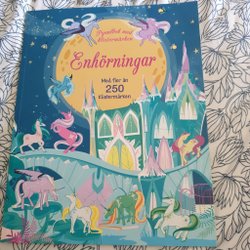 Pysselbok med
klistermärken
Enhörningar
Med fler än
250
klistermärken